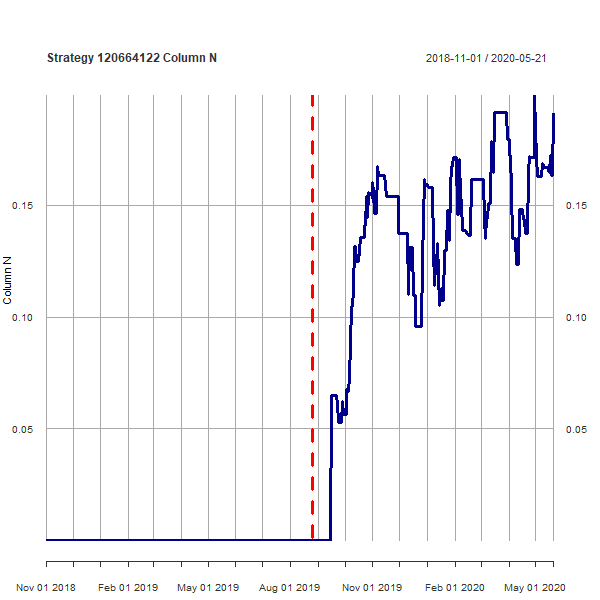 Strategy 120664122 Column N
2018-11-01 / 2020-05-21
Column N
0.15
0.15
0.10
0.10
0.05
0.05
Nov 01 2018
Feb 01 2019
May 01 2019
Aug 01 2019
Nov 01 2019
Feb 01 2020
May 01 2020